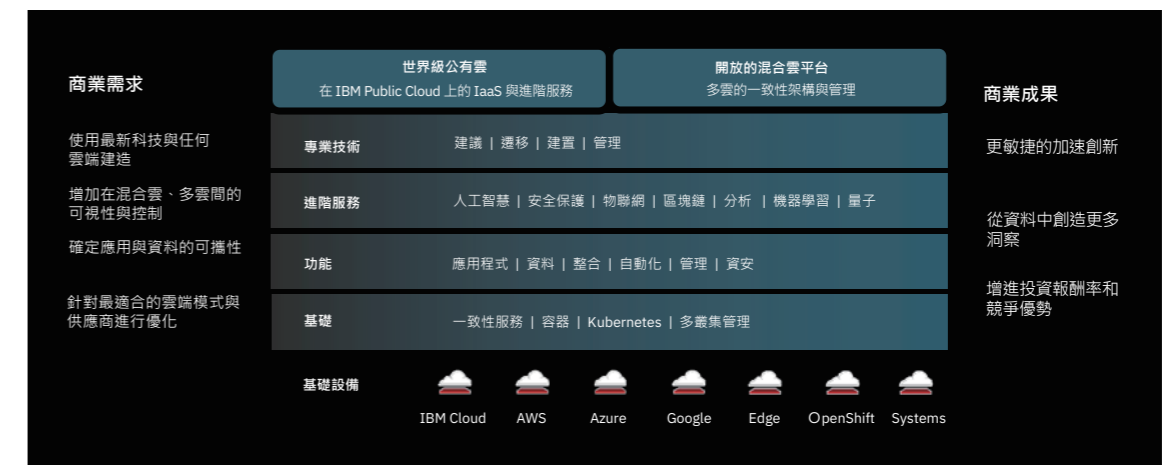 商業需求
使用最新科技與任何
雲端建造
增加在混合雲、多雲間的
可視性與控制
確定應用與資料的可攜性
針對最適合的雲端模式與
供應商進行優化
世界級公有雲
在 IBM Public Cloud 上的 IaaS 與進階服務
開放的混合雲平台
多雲的一致性架構與管理
專業技術 建議 | 遷移 | 建置 | 管理
進階服務 人工智慧 | 安全保護 | 物聯網 | 區塊鏈 | 分析 | 機器學習 | 量子
功能 應用程式 | 資料 | 整合 | 自動化 | 管理 | 資安
基礎 一致性服務 | 容器 | Kubernetes | 多叢集管理
基礎設備
IBM Cloud AWS Azure Google Edge OpenShift Systems
商業成果
更敏捷的加速創新
從資料中創造更多
洞察
增進投資報酬率和
競爭優勢